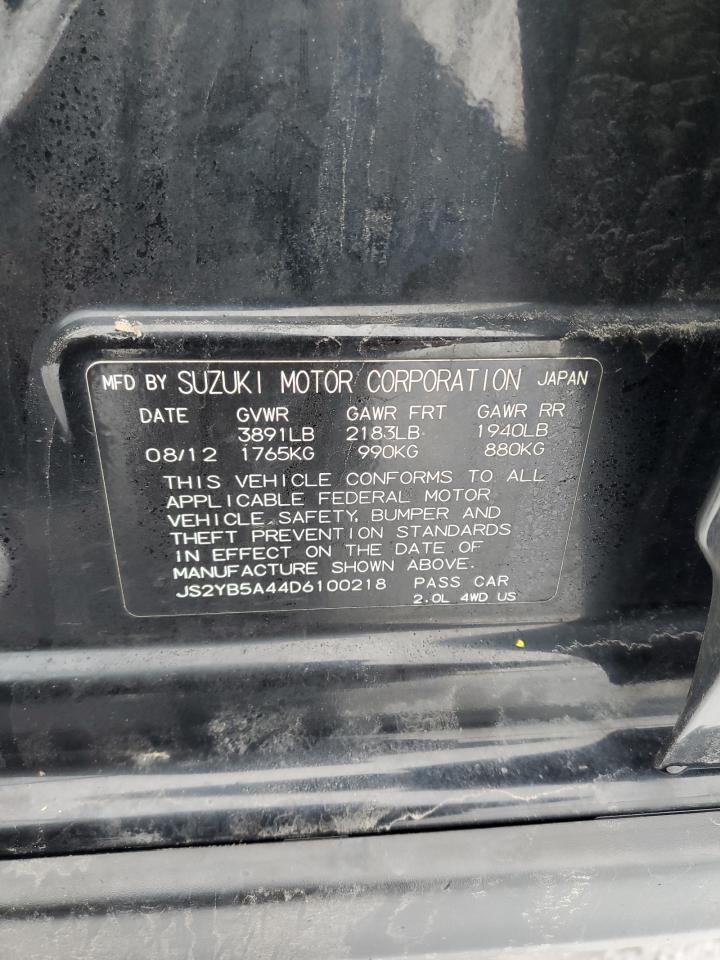 MFD BY SUZUKI MOTOR CORPORATION JAPAN
DATE GVWR GAWR FRT GAWR RR
3891LB 2183LB 1940LB
08/12 1765KG 990KG 880KG
THIS VEHICLE CONFORMS TO ALL
APPLICABLE FEDERAL MOTOR
VEHICLE SAFETY, BUMPER AND
THEFT PREVENTION STANDARDS
IN EFFECT ON THE DATE OF
MANUFACTURE SHOWN ABOVE.
JS2YB5A44D6100218 PASS CAR
2.0L 4WD US